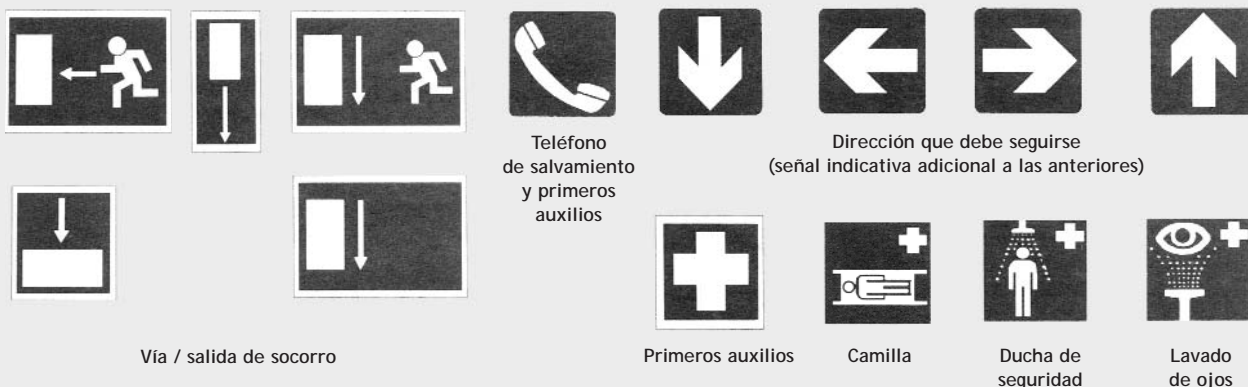 Teléfono
de salvamento
y primeros
auxilios
Dirección que debe seguirse
(señal indicativa adicional a las anteriores)
Vía / salida de socorro
Primeros auxilios
Camilla
Ducha de
seguridad
Lavado
de ojos